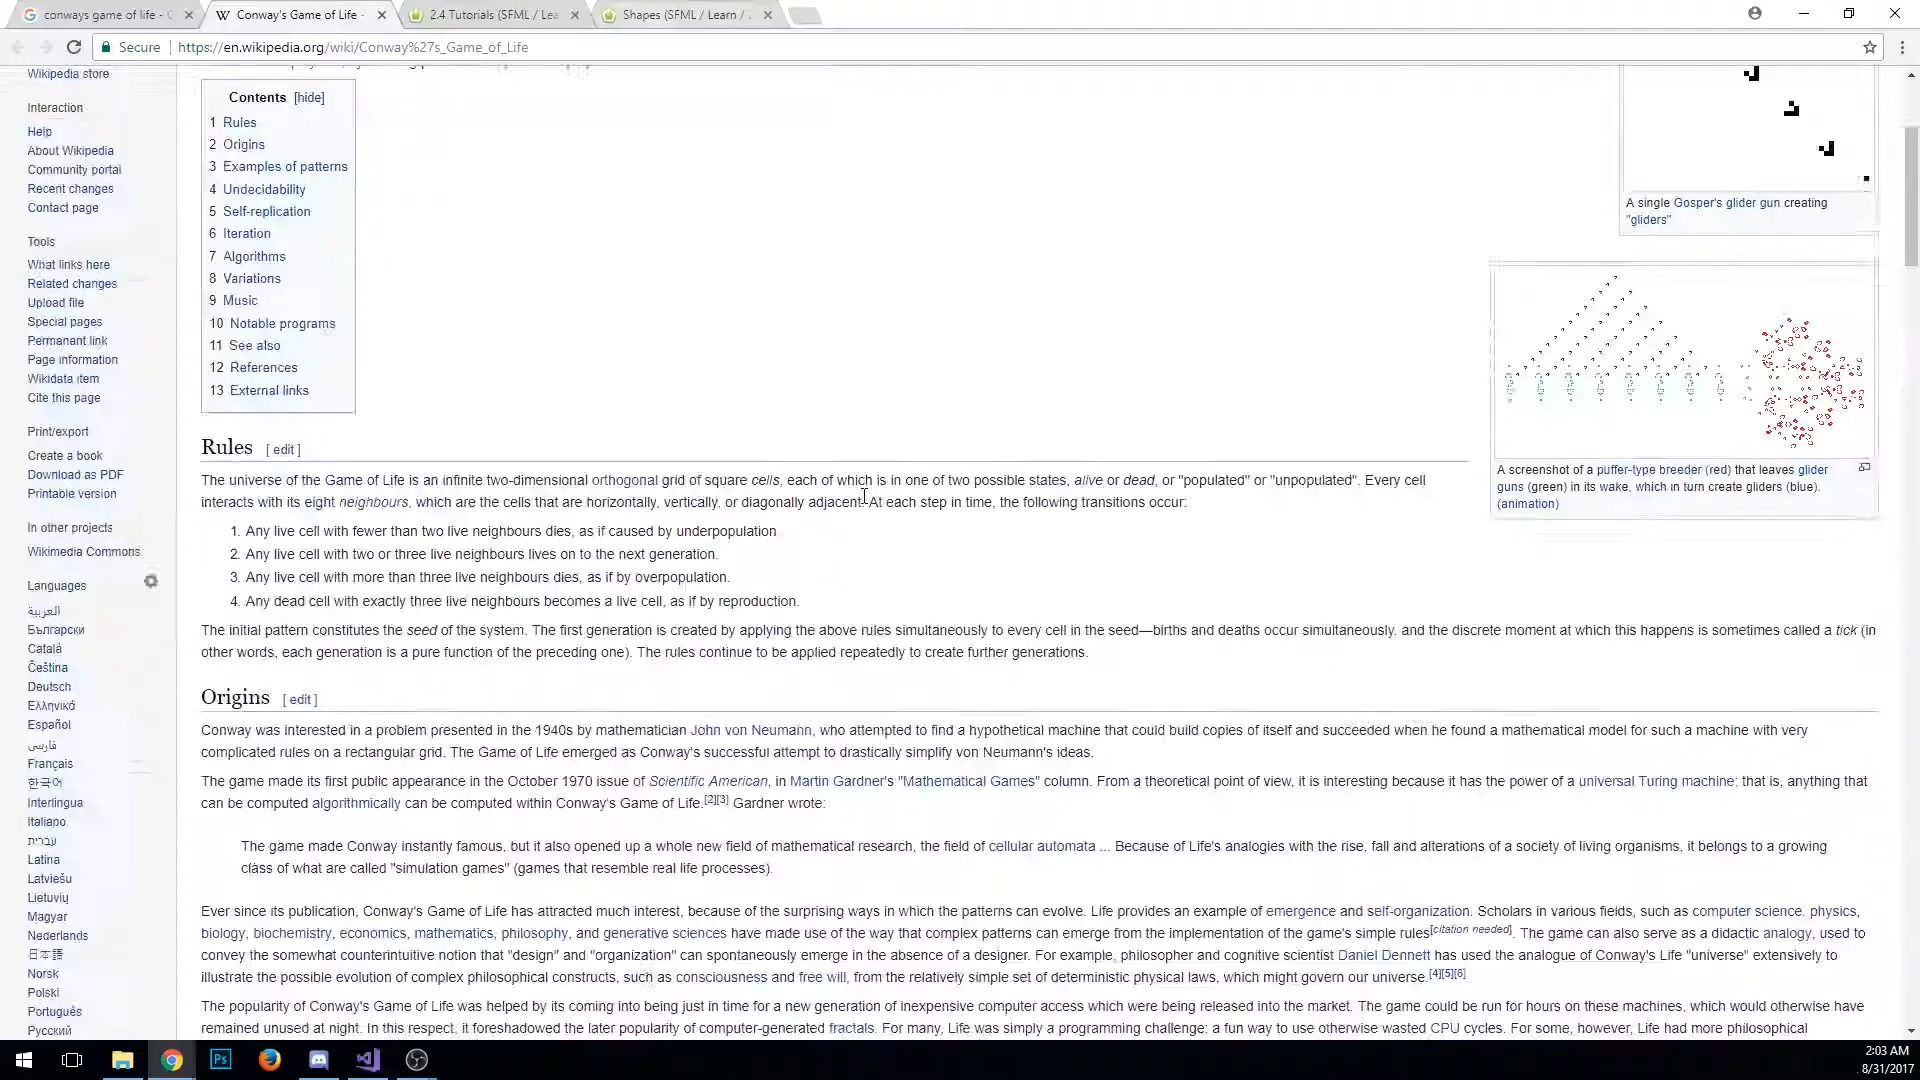 conways game of life - G
Conway's Game of Life -
2.4 Tutorials (SFML / Lea
Shapes (SFML / Learn /
Secure
https://en.wikipedia.org/wiki/Conway%27s_Game_of_Life
Wikipedia store
Interaction
Help
About Wikipedia
Community portal
Recent changes
Contact page
Tools
What links here
Related changes
Upload file
Special pages
Permanent link
Page information
Wikidata item
Cite this page
Print/export
Create a book
Download as PDF
Printable version
In other projects
Wikimedia Commons
Languages
العربية
Български
Català
Čeština
Deutsch
Ελληνικά
Español
فارسی
Français
한국어
Interlingua
Italiano
עברית
Latina
Latviešu
Lietuvių
Magyar
Nederlands
日本語
Norsk
Polski
Português
Русский
Contents [hide]
1 Rules
2 Origins
3 Examples of patterns
4 Undecidability
5 Self-replication
6 Iteration
7 Algorithms
8 Variations
9 Music
10 Notable programs
11 See also
12 References
13 External links
A single Gosper's glider gun creating
"gliders"
A screenshot of a puffer-type breeder (red) that leaves glider
guns (green) in its wake, which in turn create gliders (blue).
(animation)
Rules [ edit ]
The universe of the Game of Life is an infinite two-dimensional orthogonal grid of square cells, each of which is in one of two possible states, alive or dead, or "populated" or "unpopulated". Every cell
interacts with its eight neighbours, which are the cells that are horizontally, vertically, or diagonally adjacent. At each step in time, the following transitions occur:
1. Any live cell with fewer than two live neighbours dies, as if caused by underpopulation.
2. Any live cell with two or three live neighbours lives on to the next generation.
3. Any live cell with more than three live neighbours dies, as if by overpopulation.
4. Any dead cell with exactly three live neighbours becomes a live cell, as if by reproduction.
The initial pattern constitutes the seed of the system. The first generation is created by applying the above rules simultaneously to every cell in the seed—births and deaths occur simultaneously, and the discrete moment at which this happens is sometimes called a tick (in
other words, each generation is a pure function of the preceding one). The rules continue to be applied repeatedly to create further generations.
Origins [ edit ]
Conway was interested in a problem presented in the 1940s by mathematician John von Neumann, who attempted to find a hypothetical machine that could build copies of itself and succeeded when he found a mathematical model for such a machine with very
complicated rules on a rectangular grid. The Game of Life emerged as Conway's successful attempt to drastically simplify von Neumann's ideas.
The game made its first public appearance in the October 1970 issue of Scientific American, in Martin Gardner's "Mathematical Games" column. From a theoretical point of view, it is interesting because it has the power of a universal Turing machine: that is, anything that
can be computed algorithmically can be computed within Conway's Game of Life.[2][3] Gardner wrote:
The game made Conway instantly famous, but it also opened up a whole new field of mathematical research, the field of cellular automata ... Because of Life's analogies with the rise, fall and alterations of a society of living organisms, it belongs to a growing
class of what are called "simulation games" (games that resemble real life processes).
Ever since its publication, Conway's Game of Life has attracted much interest, because of the surprising ways in which the patterns can evolve. Life provides an example of emergence and self-organization. Scholars in various fields, such as computer science, physics,
biology, biochemistry, economics, mathematics, philosophy, and generative sciences have made use of the way that complex patterns can emerge from the implementation of the game's simple rules[citation needed]. The game can also serve as a didactic analogy, used to
convey the somewhat counterintuitive notion that "design" and "organization" can spontaneously emerge in the absence of a designer. For example, philosopher and cognitive scientist Daniel Dennett has used the analogue of Conway's Life "universe" extensively to
illustrate the possible evolution of complex philosophical constructs, such as consciousness and free will, from the relatively simple set of deterministic physical laws, which might govern our universe.[4][5][6]
The popularity of Conway's Game of Life was helped by its coming into being just in time for a new generation of inexpensive computer access which were being released into the market. The game could be run for hours on these machines, which would otherwise have
remained unused at night. In this respect, it foreshadowed the later popularity of computer-generated fractals. For many, Life was simply a programming challenge: a fun way to use otherwise wasted CPU cycles. For some, however, Life had more philosophical
Ps
2:03 AM
8/31/2017